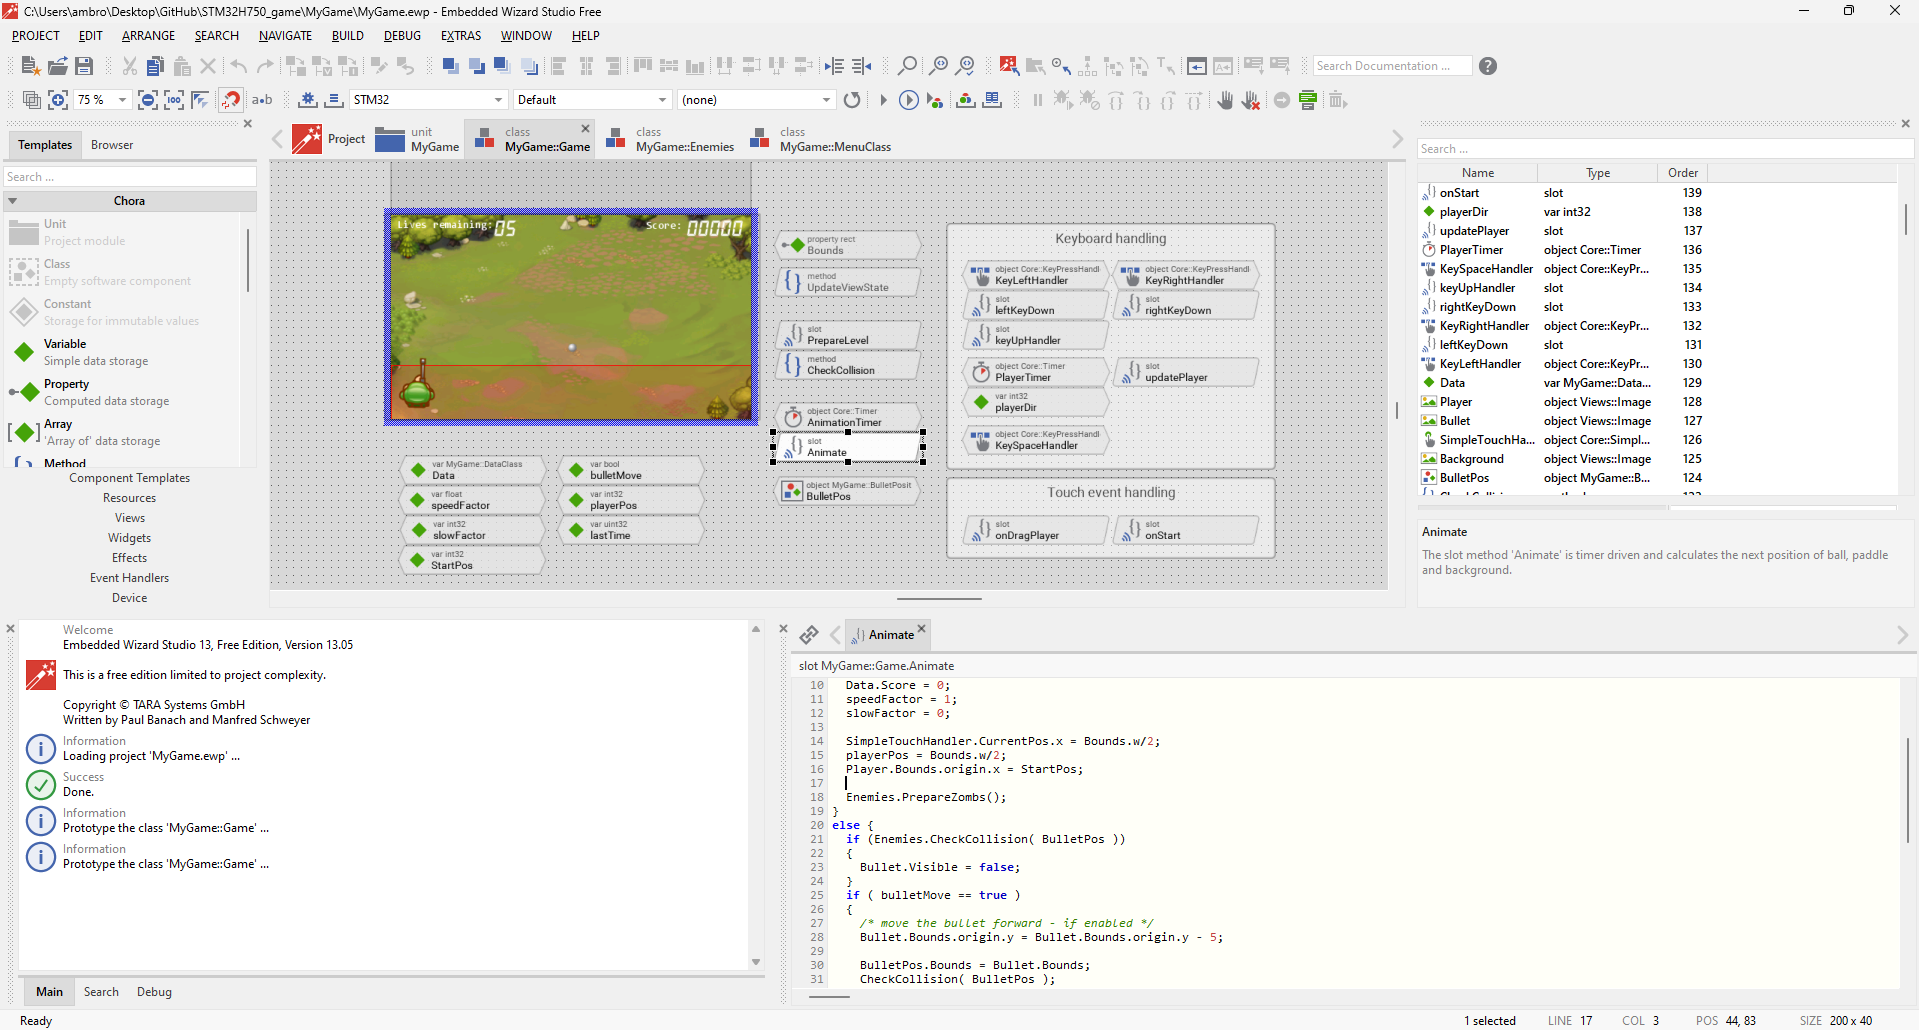 C:\Users\ambro\Desktop\GitHub\STM32H750_game\MyGame\MyGame.ewp - Embedded Wizard Studio Free
PROJECT EDIT ARRANGE SEARCH NAVIGATE BUILD DEBUG EXTRAS WINDOW HELP
Search Documentation ...
75 % a•b STM32 Default (none)
Templates Browser
Search ...
Chora
Unit
Project module
Class
Empty software component
Constant
Storage for immutable values
Variable
Simple data storage
Property
Computed data storage
Array
'Array of' data storage
Method
Component Templates
Resources
Views
Widgets
Effects
Event Handlers
Device
Project
unit
MyGame
class
MyGame::Game
class
MyGame::Enemies
class
MyGame::MenuClass
Lives remaining: 05
Score: 00000
property rect
Bounds
method
UpdateViewState
slot
PrepareLevel
method
CheckCollision
object Core::Timer
AnimationTimer
slot
Animate
object MyGame::BulletPosit
BulletPos
var MyGame::DataClass
Data
var float
speedFactor
var int32
slowFactor
var int32
StartPos
var bool
bulletMove
var int32
playerPos
var uint32
lastTime
Keyboard handling
object Core::KeyPressHandl
KeyLeftHandler
object Core::KeyPressHandl
KeyRightHandler
slot
leftKeyDown
slot
rightKeyDown
slot
keyUpHandler
object Core::Timer
PlayerTimer
slot
updatePlayer
var int32
playerDir
object Core::KeyPressHandl
KeySpaceHandler
Touch event handling
slot
onDragPlayer
slot
onStart
Search ...
Name Type Order
onStart slot 139
playerDir var int32 138
updatePlayer slot 137
PlayerTimer object Core::Timer 136
KeySpaceHandler object Core::KeyPr... 135
keyUpHandler slot 134
rightKeyDown slot 133
KeyRightHandler object Core::KeyPr... 132
leftKeyDown slot 131
KeyLeftHandler object Core::KeyPr... 130
Data var MyGame::Data... 129
Player object Views::Image 128
Bullet object Views::Image 127
SimpleTouchHa... object Core::Simpl... 126
Background object Views::Image 125
BulletPos object MyGame::B... 124
Animate
The slot method 'Animate' is timer driven and calculates the next position of ball, paddle
and background.
Welcome
Embedded Wizard Studio 13, Free Edition, Version 13.05
This is a free edition limited to project complexity.
Copyright © TARA Systems GmbH
Written by Paul Banach and Manfred Schweyer
Information
Loading project 'MyGame.ewp' ...
Success
Done.
Information
Prototype the class 'MyGame::Game' ...
Information
Prototype the class 'MyGame::Game' ...
Main Search Debug
Animate
slot MyGame::Game.Animate
10 Data.Score = 0;
11 speedFactor = 1;
12 slowFactor = 0;
13
14 SimpleTouchHandler.CurrentPos.x = Bounds.w/2;
15 playerPos = Bounds.w/2;
16 Player.Bounds.origin.x = StartPos;
17
18 Enemies.PrepareZombs();
19 }
20 else {
21 if (Enemies.CheckCollision( BulletPos ))
22 {
23 Bullet.Visible = false;
24 }
25 if ( bulletMove == true )
26 {
27 /* move the bullet forward - if enabled */
28 Bullet.Bounds.origin.y = Bullet.Bounds.origin.y - 5;
29
30 BulletPos.Bounds = Bullet.Bounds;
31 CheckCollision( BulletPos );
Ready
1 selected LINE 17 COL 3 POS 44, 83 SIZE 200 x 40